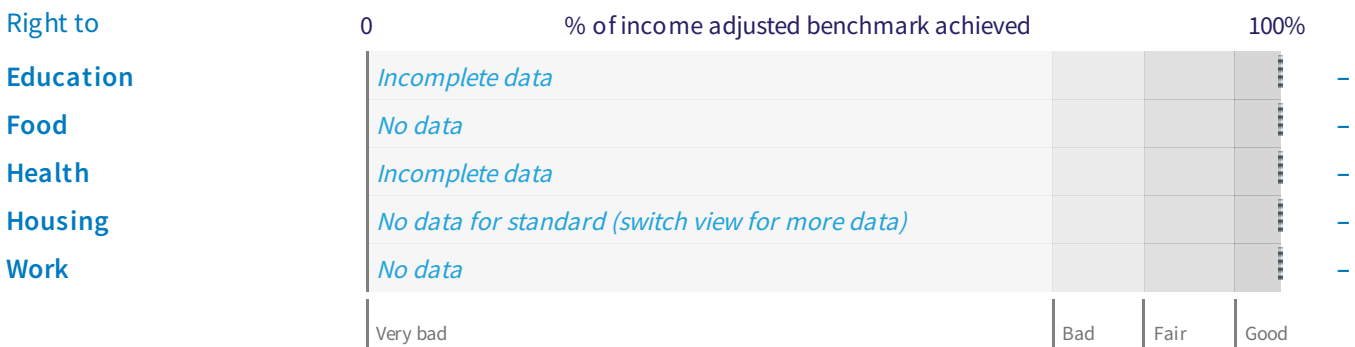 Right to 0 % of income adjusted benchmark achieved 100%
Education Incomplete data –
Food No data –
Health Incomplete data –
Housing No data for standard (switch view for more data) –
Work No data –
Very bad Bad Fair Good